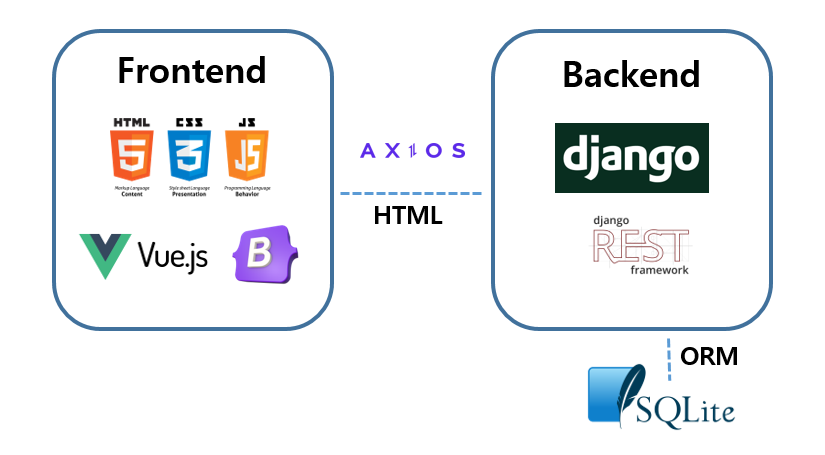 Frontend
HTML CSS JS
5 3 JS
Markup Language Style sheet Language Programming Language
Content Presentation Behavior
Vue.js B
AXIOS
HTML
Backend
django
django
REST
framework
ORM
SQLite